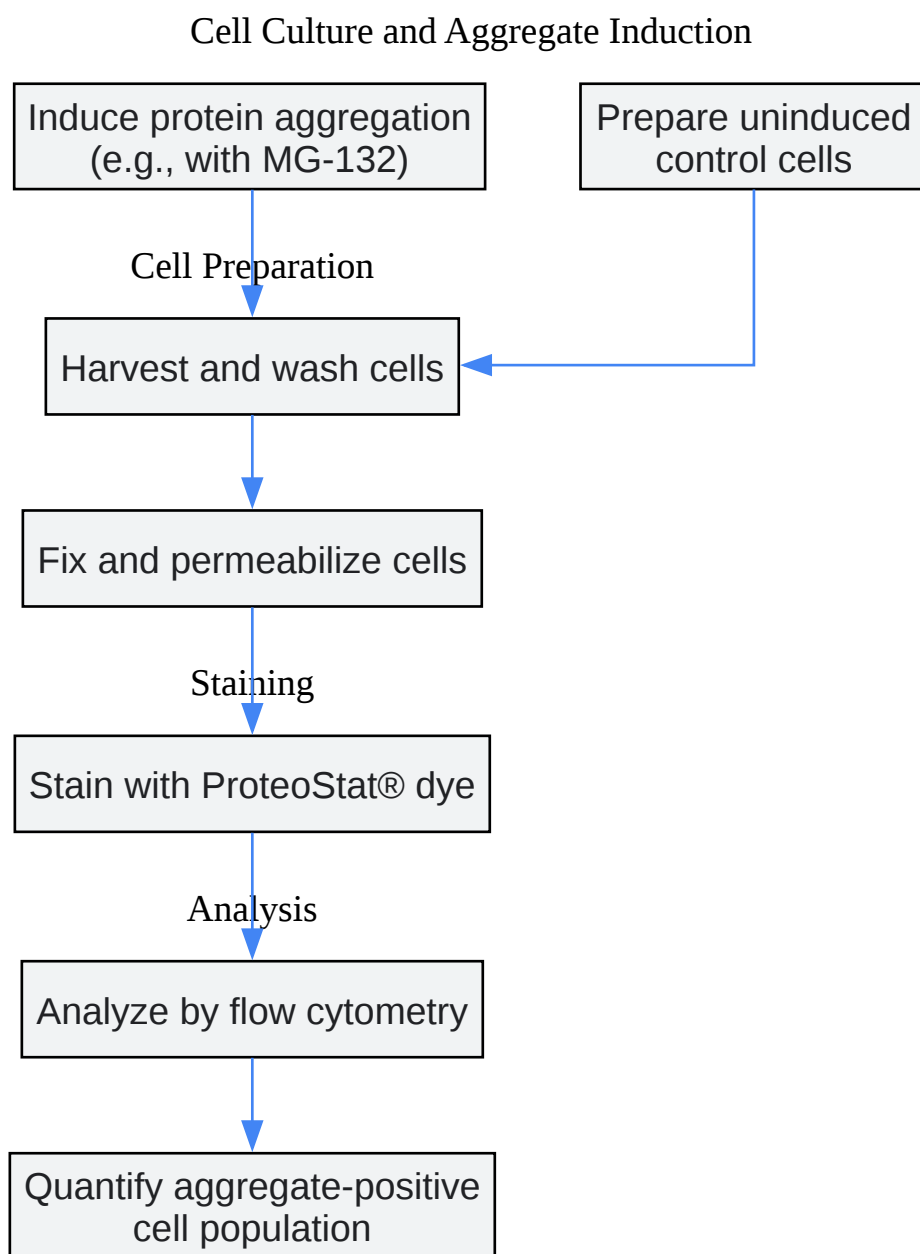 Cell Culture and Aggregate Induction
Induce protein aggregation
(e.g., with MG-132)
Prepare uninduced
control cells
Cell Preparation
Harvest and wash cells
Fix and permeabilize cells
Staining
Stain with ProteoStat® dye
Analysis
Analyze by flow cytometry
Quantify aggregate-positive
cell population